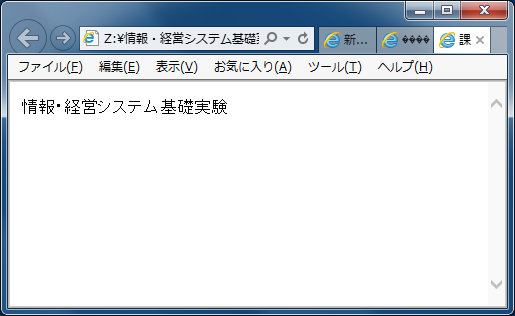 Z:¥情報・経営システム基礎
新...
����
課
ファイル(F) 編集(E) 表示(V) お気に入り(A) ツール(T) ヘルプ(H)
情報・経営システム基礎実験